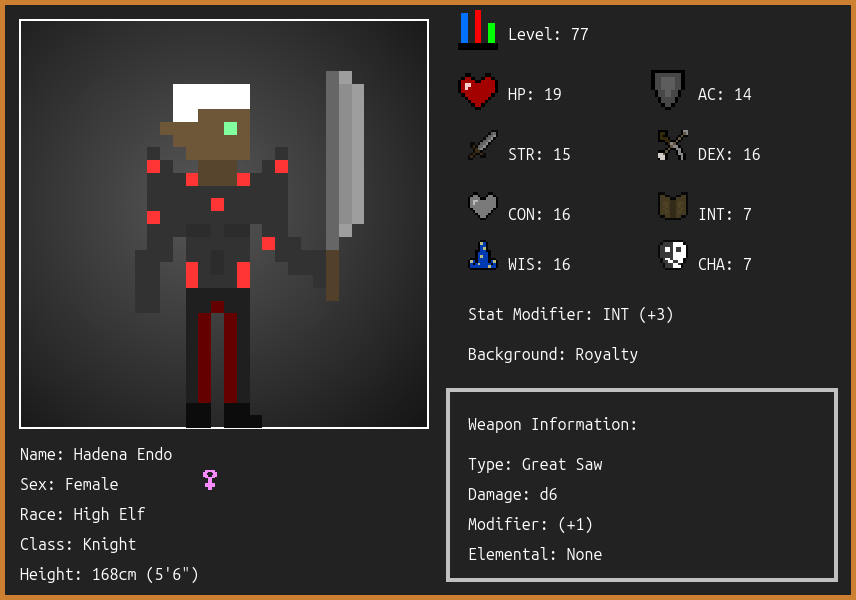 Level: 77
HP: 19
AC: 14
STR: 15
DEX: 16
CON: 16
INT: 7
WIS: 16
CHA: 7
Stat Modifier: INT (+3)
Background: Royalty
Weapon Information:
Type: Great Saw
Damage: d6
Modifier: (+1)
Elemental: None
Name: Hadena Endo
Sex: Female
Race: High Elf
Class: Knight
Height: 168cm (5'6")